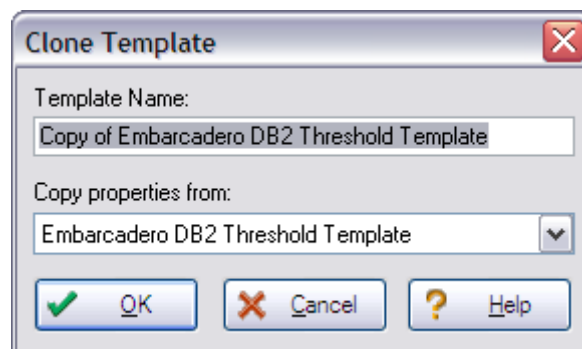 Clone Template
Template Name:
Copy of Embarcadero DB2 Threshold Template
Copy properties from:
Embarcadero DB2 Threshold Template
OK Cancel Help